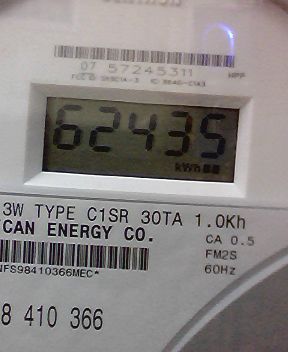 07 57245311
62435
kWh
3W TYPE C1SR 30TA 1.0Kh
CAN ENERGY CO.
CA 0.5
FM2S
60Hz
NFS98410366MEC*
8 410 366